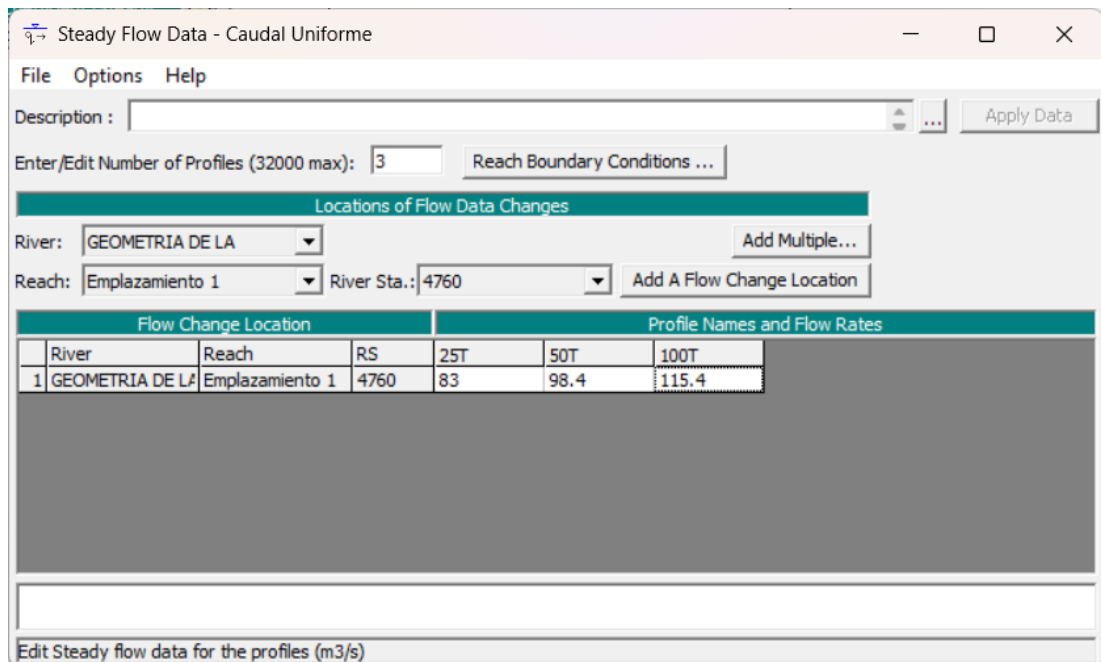 Steady Flow Data - Caudal Uniforme
File Options Help
Description : ... Apply Data
Enter/Edit Number of Profiles (32000 max): 3 Reach Boundary Conditions ...
Locations of Flow Data Changes
River: GEOMETRIA DE LA Add Multiple...
Reach: Emplazamiento 1 River Sta.: 4760 Add A Flow Change Location
Flow Change Location Profile Names and Flow Rates
River Reach RS 25T 50T 100T
1 GEOMETRIA DE LA Emplazamiento 1 4760 83 98.4 115.4
Edit Steady flow data for the profiles (m3/s)